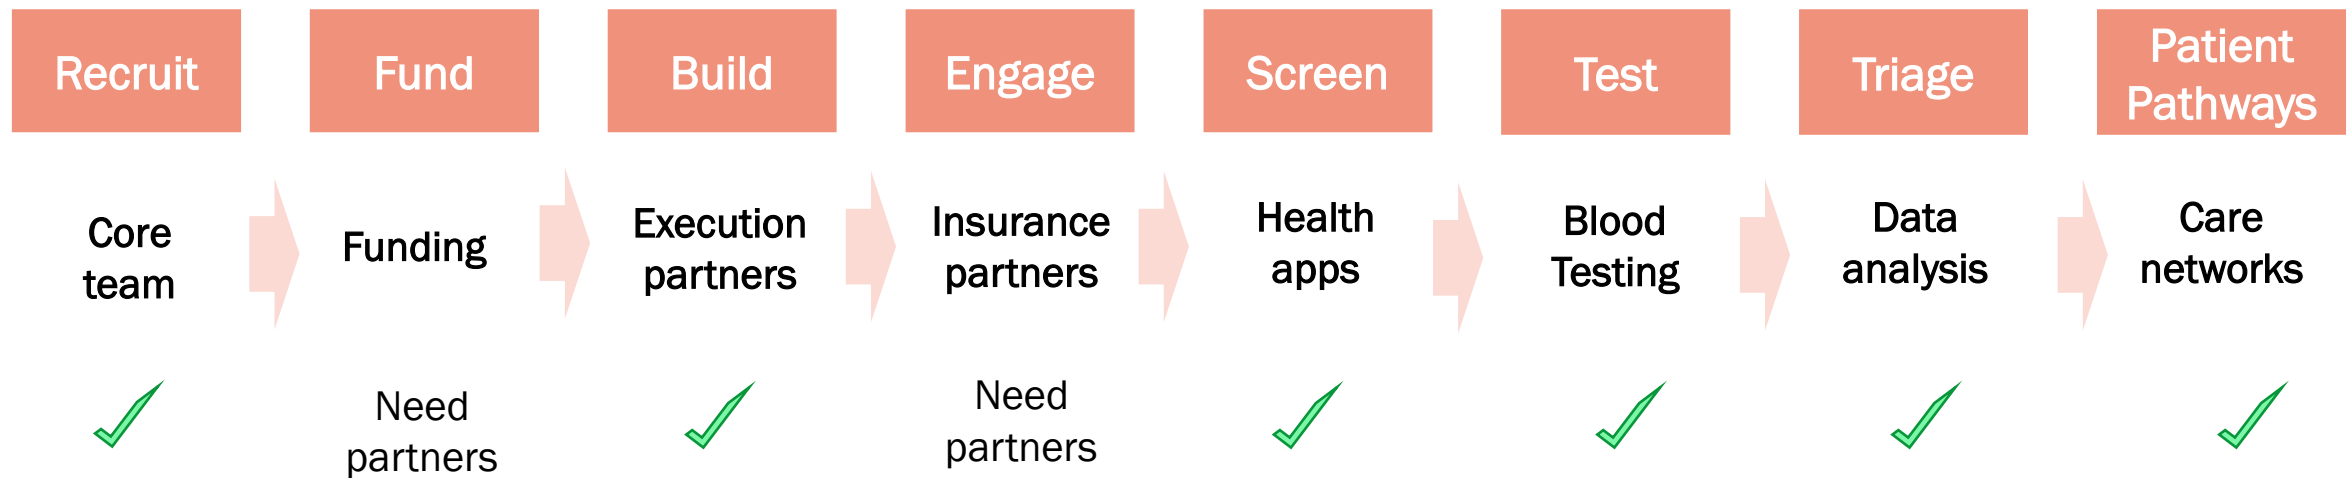 Recruit
Fund
Build
Engage
Screen
Test
Triage
Patient
Pathways
Core
team
Funding
Execution
partners
Insurance
partners
Health
apps
Blood
Testing
Data
analysis
Care
networks
Need
partners
Need
partners